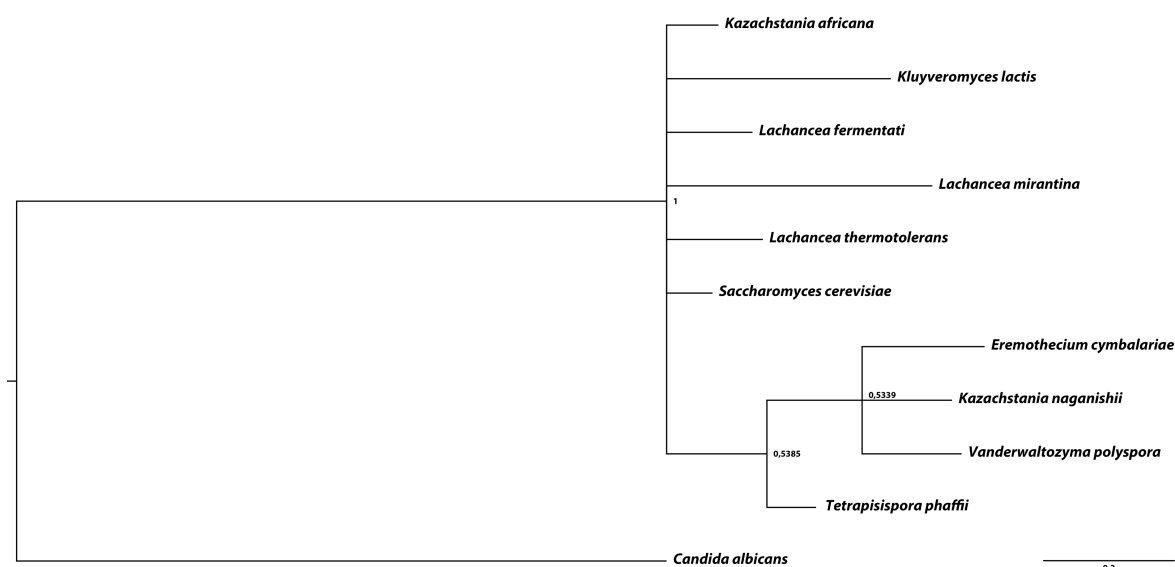 Kazachstania africana
Kluyveromyces lactis
Lachancea fermentati
Lachancea mirantina
1
Lachancea thermotolerans
Saccharomyces cerevisiae
Eremothecium cymbalariae
0,5339
Kazachstania naganishii
Vanderwaltozyma polyspora
0,5385
Tetrapisispora phaffii
Candida albicans